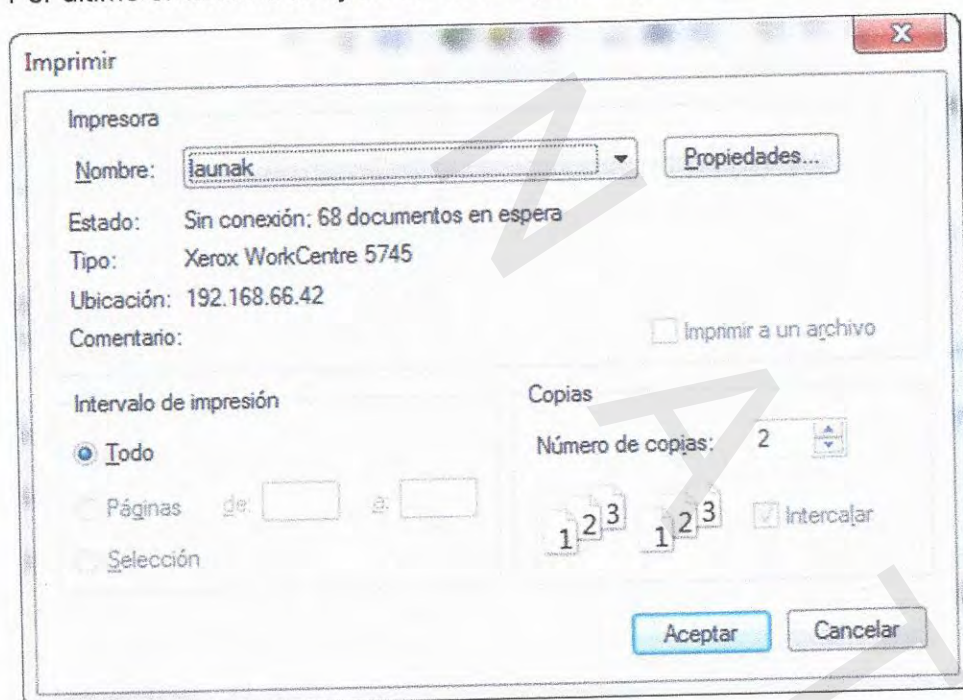 Imprimir
Impresora
Nombre: launak Propiedades...
Estado: Sin conexión; 68 documentos en espera
Tipo: Xerox WorkCentre 5745
Ubicación: 192.168.66.42
Comentario: Imprimir a un archivo
Intervalo de impresión
Todo
Páginas de: a:
Selección
Copias
Número de copias: 2
1 2 3 1 2 3 Intercalar
Aceptar Cancelar